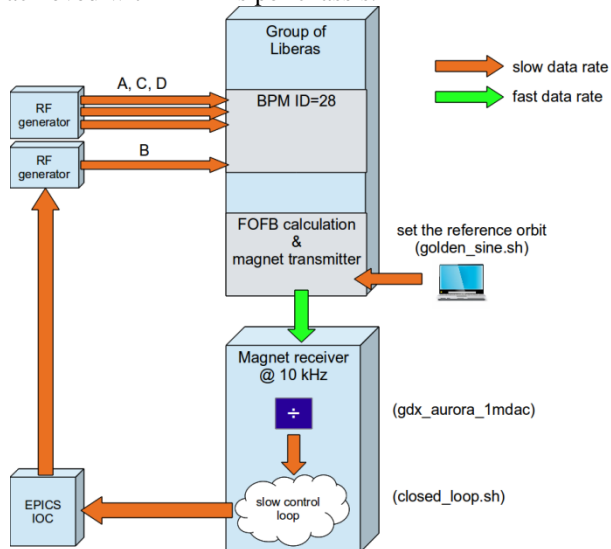 Group of
Liberas
A, C, D
RF
generator
BPM ID=28
slow data rate
fast data rate
B
RF
generator
FOFB calculation
&
magnet transmitter
set the reference orbit
(golden_sine.sh)
Magnet receiver
@ 10 kHz
÷
(gdx_aurora_1mdac)
slow control
loop
(closed_loop.sh)
EPICS
IOC